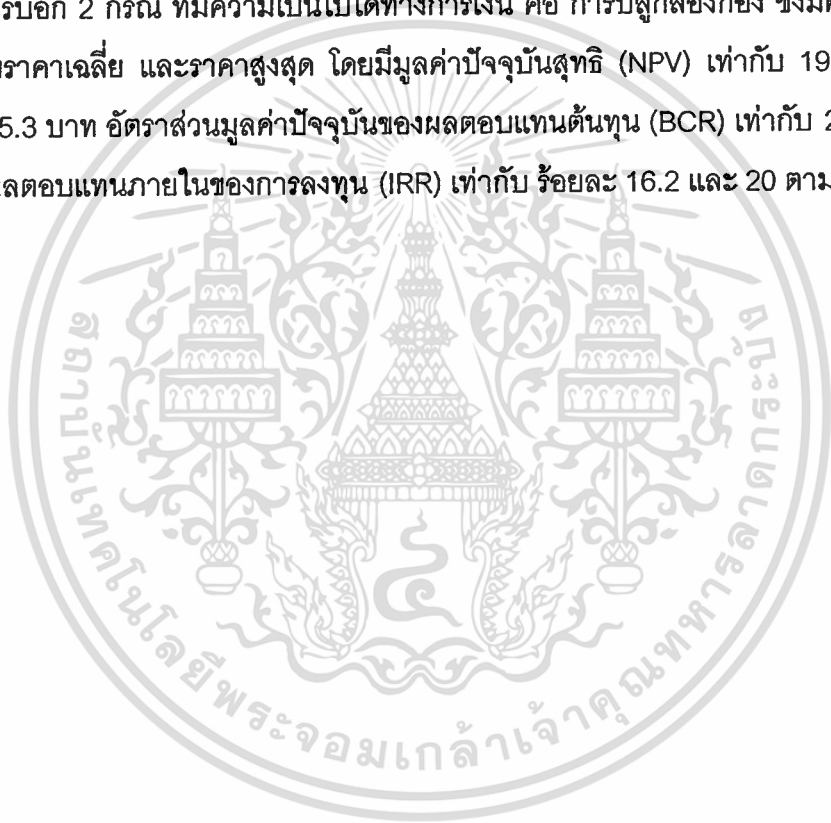 2 กรณี ที่มีความเป็นไปได้ทางการเงิน คือ การปลูกลองกอง ซึ่งมี
ราคาเฉลี่ย และราคาสูงสุด โดยมีมูลค่าปัจจุบันสุทธิ (NPV) เท่ากับ 19
5.3 บาท อัตราส่วนมูลค่าปัจจุบันของผลตอบแทนต้นทุน (BCR) เท่ากับ 2
ลตอบแทนภายในของการลงทุน (IRR) เท่ากับ ร้อยละ 16.2 และ 20 ตาม
สถาบันเทคโนโลยีพระจอมเกล้าเจ้าคุณทหารลาดกระบัง